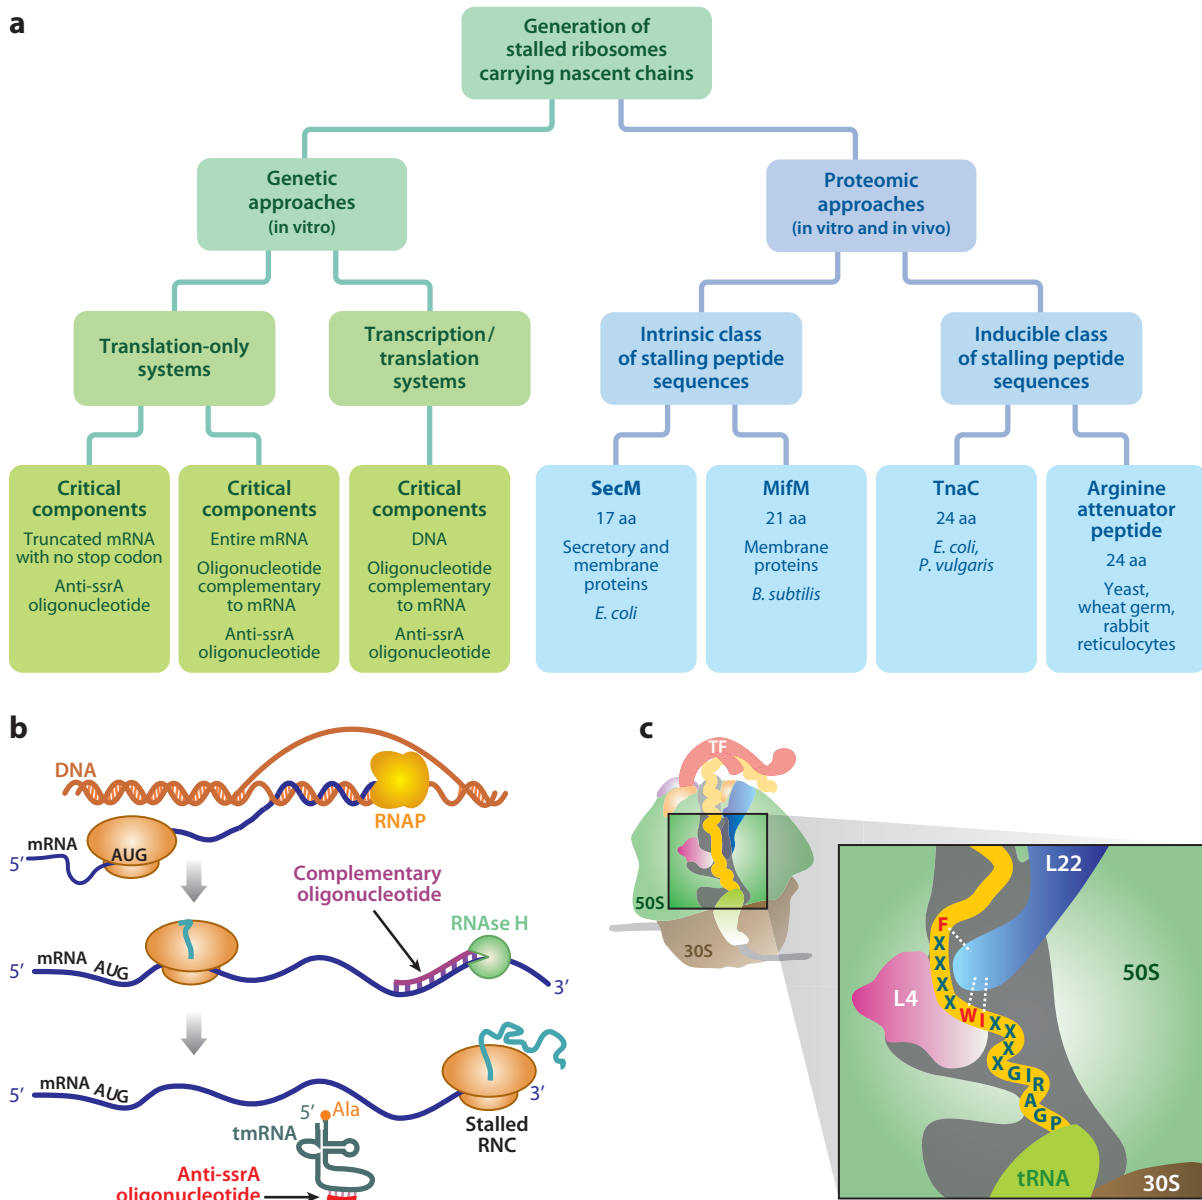 a
Generation of
stalled ribosomes
carrying nascent chains
Genetic
approaches
(in vitro)
Proteomic
approaches
(in vitro and in vivo)
Translation-only
systems
Transcription/
translation
systems
Intrinsic class
of stalling peptide
sequences
Inducible class
of stalling peptide
sequences
Critical
components
Truncated mRNA
with no stop codon
Anti-ssrA
oligonucleotide
Critical
components
Entire mRNA
Oligonucleotide
complementary
to mRNA
Anti-ssrA
oligonucleotide
Critical
components
DNA
Oligonucleotide
complementary
to mRNA
Anti-ssrA
oligonucleotide
SecM
17 aa
Secretory and
membrane
proteins
E. coli
MifM
21 aa
Membrane
proteins
B. subtilis
TnaC
24 aa
E. coli,
P. vulgaris
Arginine
attenuator
peptide
24 aa
Yeast,
wheat germ,
rabbit
reticulocytes
b
DNA
RNAP
mRNA
5′
AUG
Complementary
oligonucleotide
RNAse H
5′
mRNA
AUG
3′
5′
mRNA
AUG
3′
Stalled
RNC
5′
Ala
tmRNA
Anti-ssrA
oligonucleotide
c
TF
50S
30S
L22
F
X
X
X
X
X
L4
50S
W
I
X
X
X
X
G
I
R
A
G
P
tRNA
30S